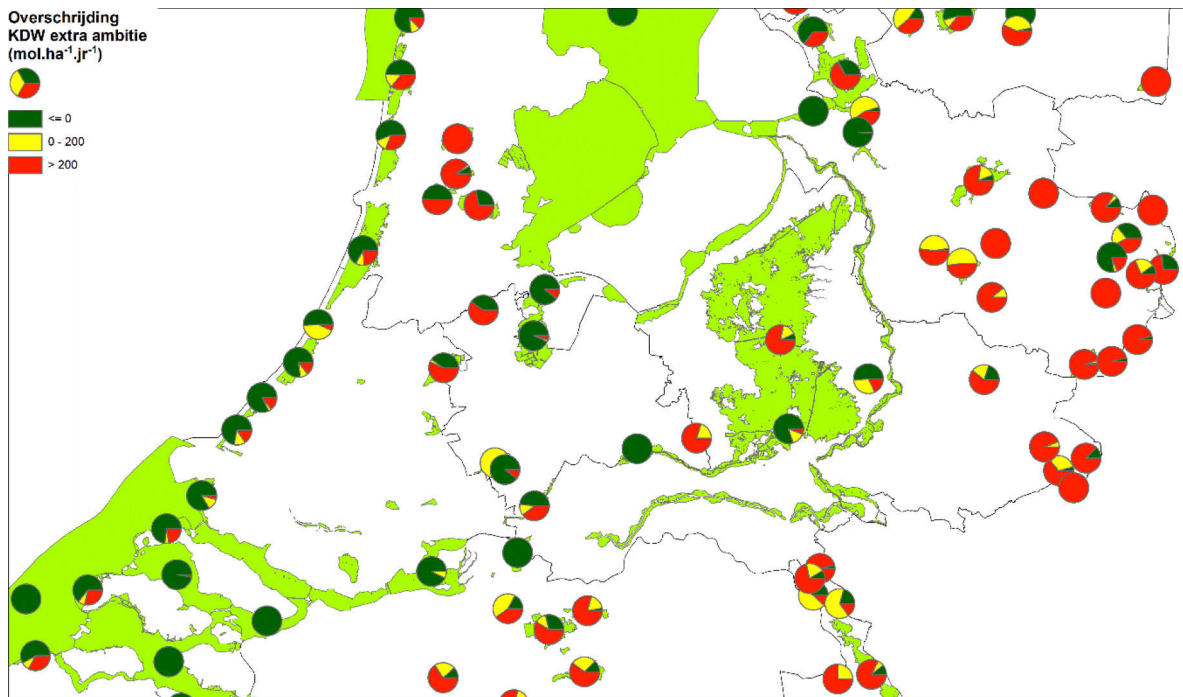 Overschrijding
KDW extra ambitie
(mol.ha⁻¹.jr⁻¹)
<= 0
0 - 200
> 200